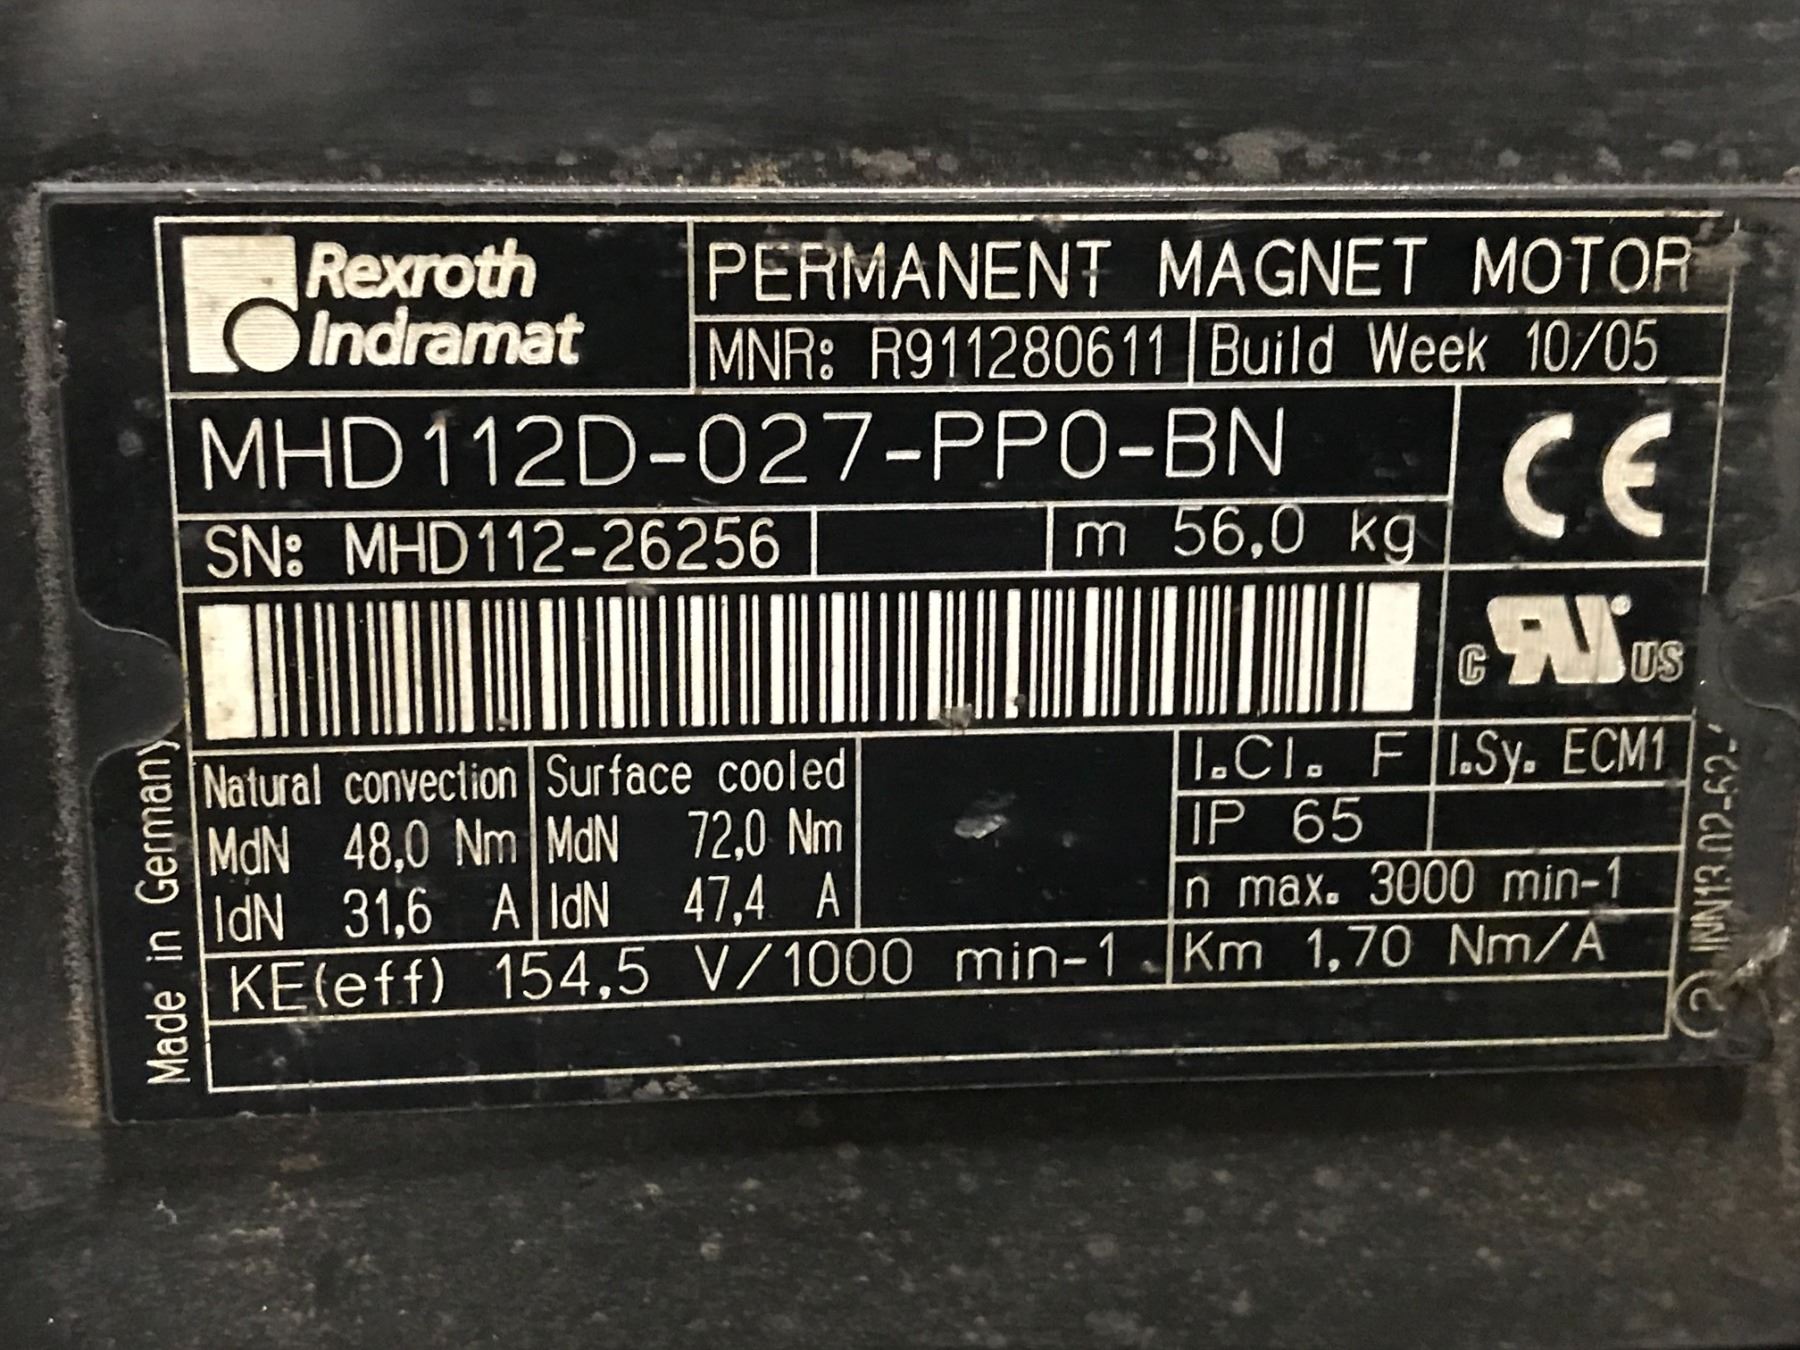 Rexroth
Indramat
PERMANENT MAGNET MOTOR
MNR: R911280611
Build Week 10/05
MHD112D-027-PP0-BN
CE
SN: MHD112-26256
m 56,0 kg
C RU ® US
Natural convection
MdN 48,0 Nm
IdN 31,6 A
Surface cooled
MdN 72,0 Nm
IdN 47,4 A
I.Cl. F
I.Sy. ECM1
IP 65
n max. 3000 min-1
KE(eff) 154,5 V/1000 min-1
Km 1,70 Nm/A
Made in Germany